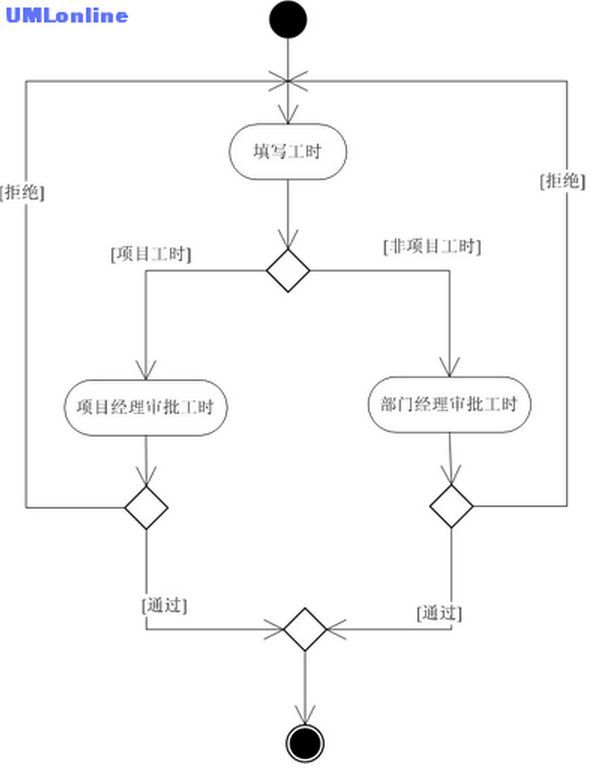 UMLonline
填写工时
[拒绝]
[拒绝]
[项目工时]
[非项目工时]
项目经理审批工时
部门经理审批工时
[通过]
[通过]